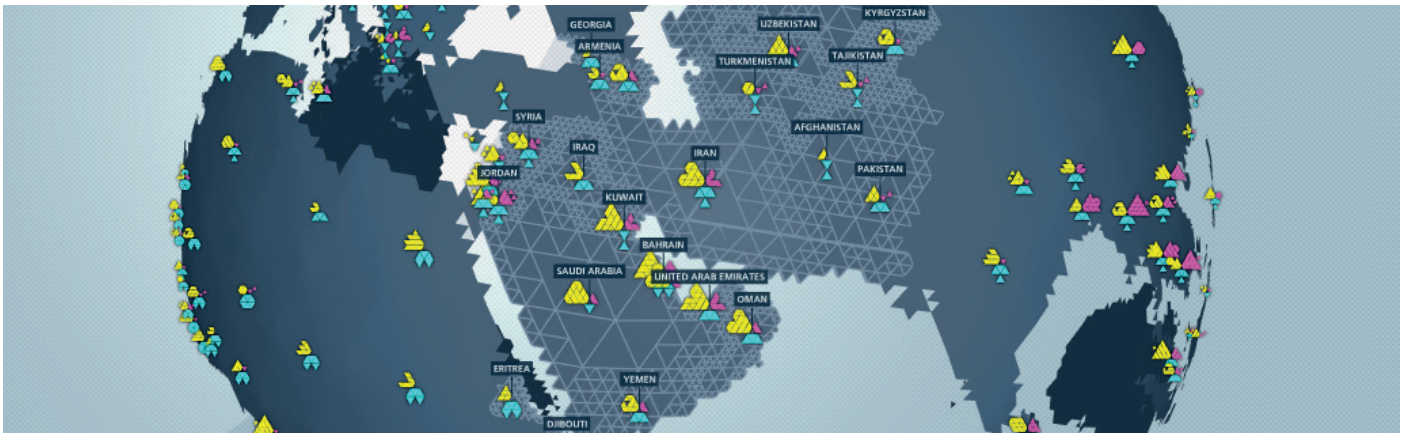 KYRGYZSTAN
GEORGIA
UZBEKISTAN
ARMENIA
TURKMENISTAN
TAJIKISTAN
SYRIA
AFGHANISTAN
IRAQ
IRAN
PAKISTAN
JORDAN
KUWAIT
BAHRAIN
SAUDI ARABIA
UNITED ARAB EMIRATES
OMAN
ERITREA
YEMEN
DJIBOUTI